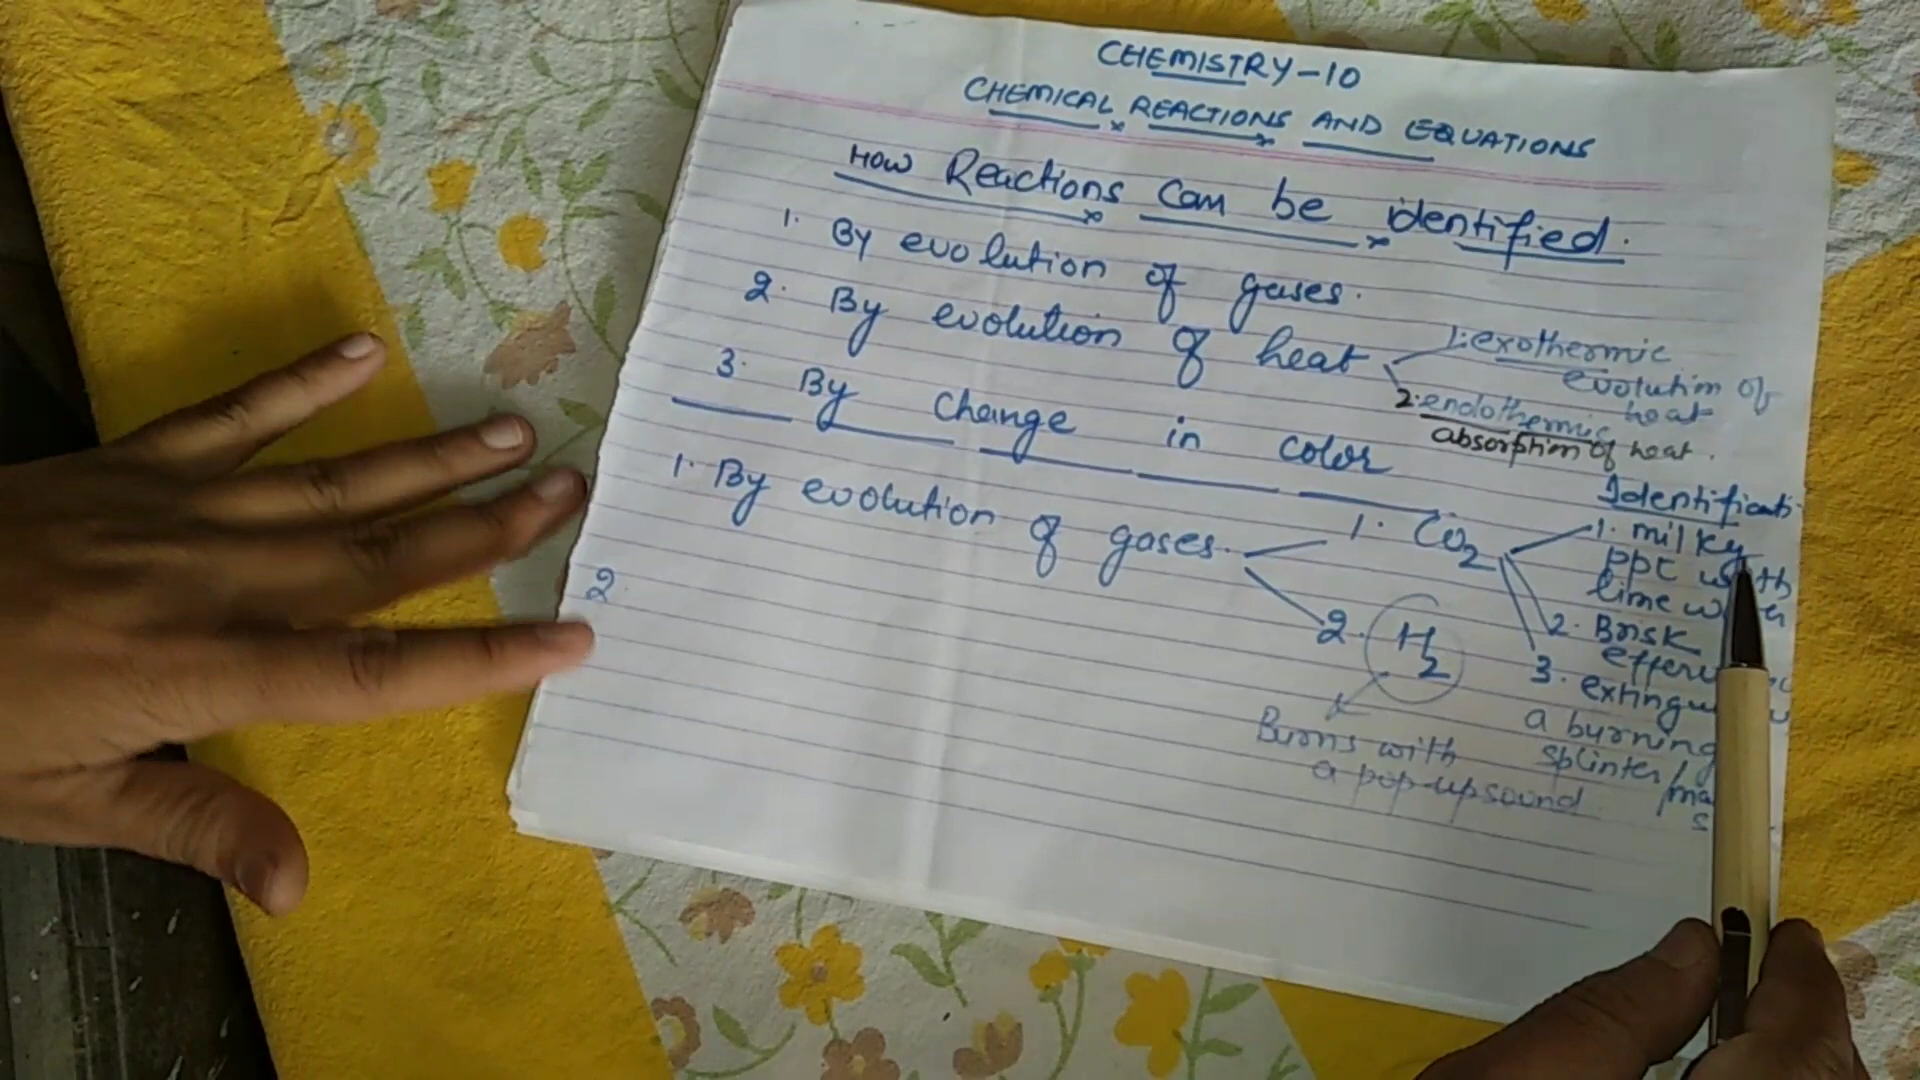 CHEMISTRY-10
CHEMICAL REACTIONS AND EQUATIONS
HOW Reactions can be identified.
1. By evolution of gases.
2. By evolution of heat
1. exothermic
evolution of
heat
2. endothermic
absorption of heat.
3. By Change in color
Identificati
1. By evolution of gases.
1. CO2
1. milky
ppt with
lime
2. Brisk
3.
a burning
splinter/
2. H2
Burns with
a pop-up sound
2